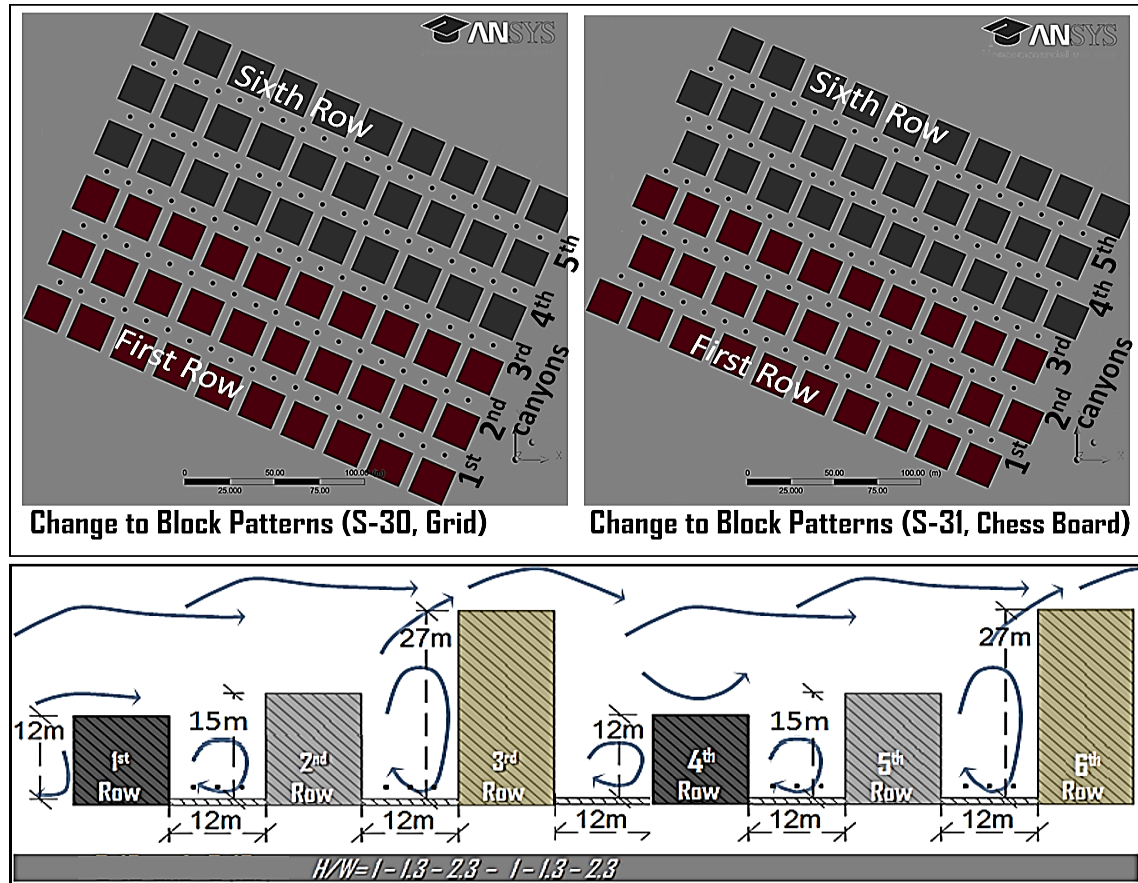 ANSYS
Sixth Row
First Row
1st
2nd
3rd
4th
5th
canyons
Z X
0 50.00 100.00 (m)
25.000 75.00
Change to Block Patterns (S-30, Grid)
ANSYS
Sixth Row
First Row
1st
2nd
3rd
4th
5th
canyons
Z X
0 50.00 100.00 (m)
25.000 75.00
Change to Block Patterns (S-31, Chess Board)
12m
15m
27m
12m
15m
27m
1st Row
2nd Row
3rd Row
4th Row
5th Row
6th Row
12m
12m
12m
12m
12m
H/W= 1 - 1.3 - 2.3 - 1 - 1.3 - 2.3